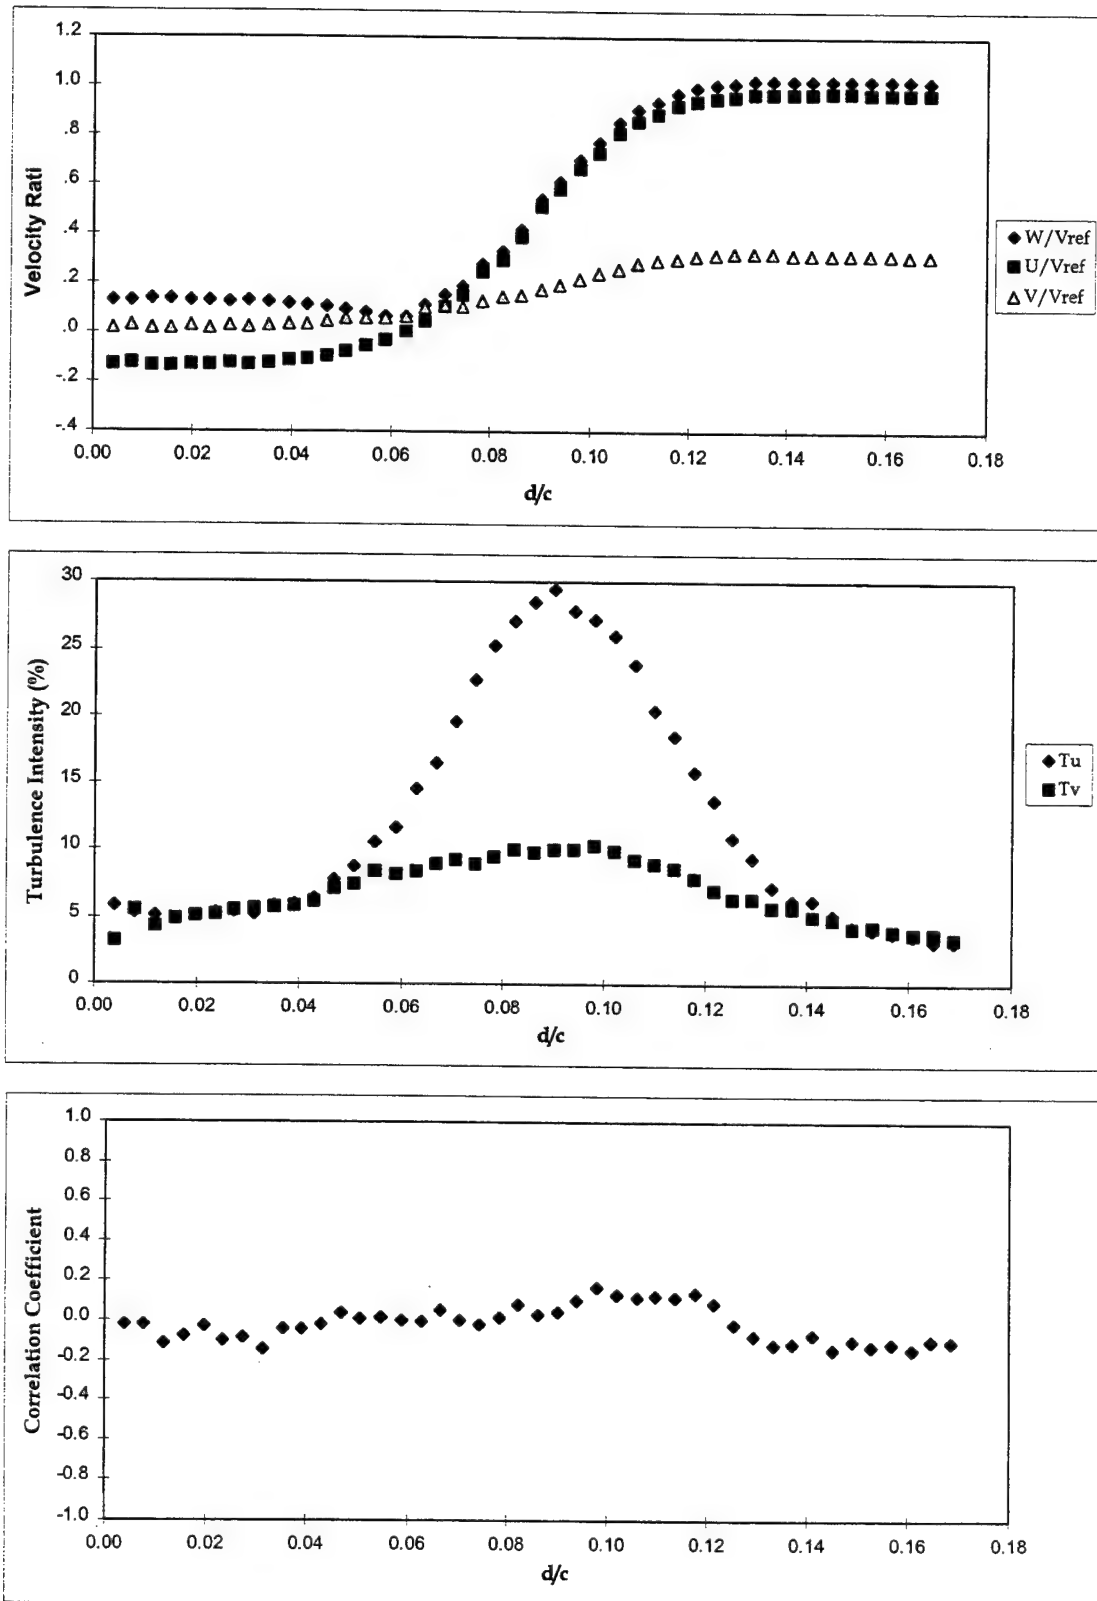 1.2
1.0
.8
.6
.4
.2
.0
-.2
-.4
Velocity Rati
0.00 0.02 0.04 0.06 0.08 0.10 0.12 0.14 0.16 0.18
d/c
W/Vref
U/Vref
V/Vref
30
25
20
15
10
5
0
Turbulence Intensity (%)
0.00 0.02 0.04 0.06 0.08 0.10 0.12 0.14 0.16 0.18
d/c
Tu
Tv
1.0
0.8
0.6
0.4
0.2
0.0
-0.2
-0.4
-0.6
-0.8
-1.0
Correlation Coefficient
0.00 0.02 0.04 0.06 0.08 0.10 0.12 0.14 0.16 0.18
d/c